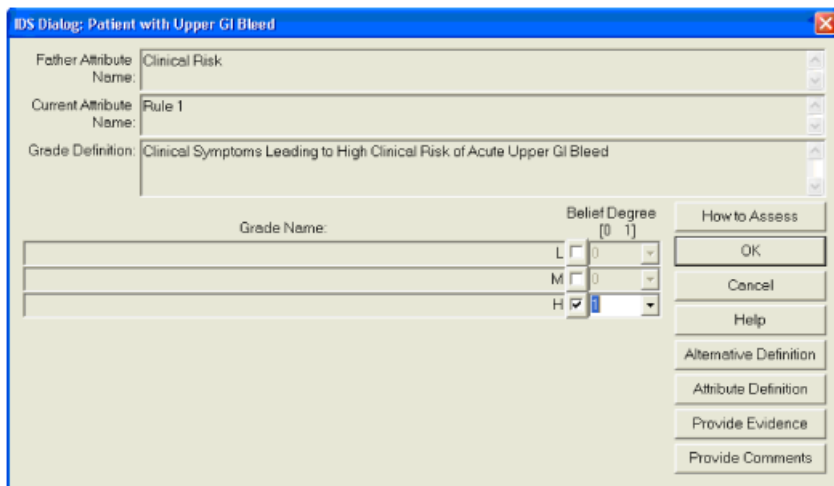 IDS Dialog: Patient with Upper GI Bleed
Father Attribute Name: Clinical Risk
Current Attribute Name: Rule 1
Grade Definition: Clinical Symptoms Leading to High Clinical Risk of Acute Upper GI Bleed
Grade Name:
Belief Degree
[0 1]
L 0
M 0
H 1
How to Assess
OK
Cancel
Help
Alternative Definition
Attribute Definition
Provide Evidence
Provide Comments